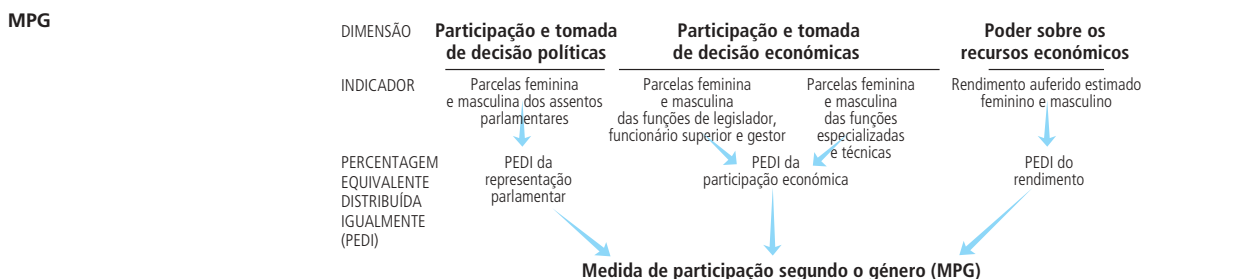 MPG
DIMENSÃO
Participação e tomada
de decisão políticas
Participação e tomada
de decisão económicas
Poder sobre os
recursos económicos
INDICADOR
Parcelas feminina
e masculina dos assentos
parlamentares
Parcelas feminina
e masculina
das funções de legislador,
funcionário superior e gestor
Parcelas feminina
e masculina
das funções
especializadas
e técnicas
Rendimento auferido estimado
feminino e masculino
PERCENTAGEM
EQUIVALENTE
DISTRIBUÍDA
IGUALMENTE
(PEDI)
PEDI da
representação
parlamentar
PEDI da
participação económica
PEDI do
rendimento
Medida de participação segundo o género (MPG)